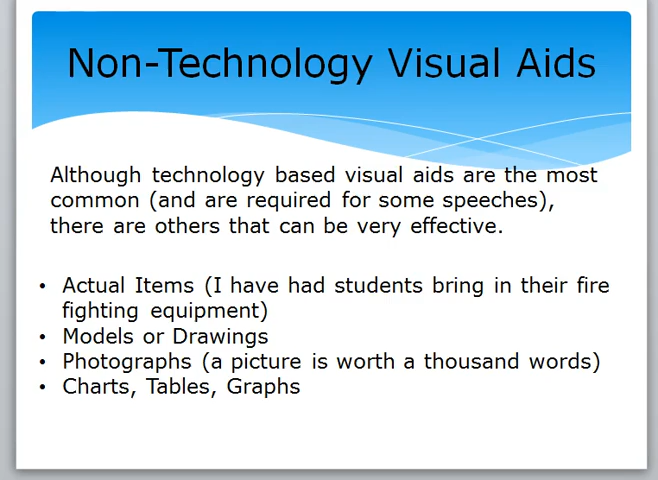 Non-Technology Visual Aids
Although technology based visual aids are the most
common (and are required for some speeches),
there are others that can be very effective.
• Actual Items (I have had students bring in their fire
fighting equipment)
• Models or Drawings
• Photographs (a picture is worth a thousand words)
• Charts, Tables, Graphs